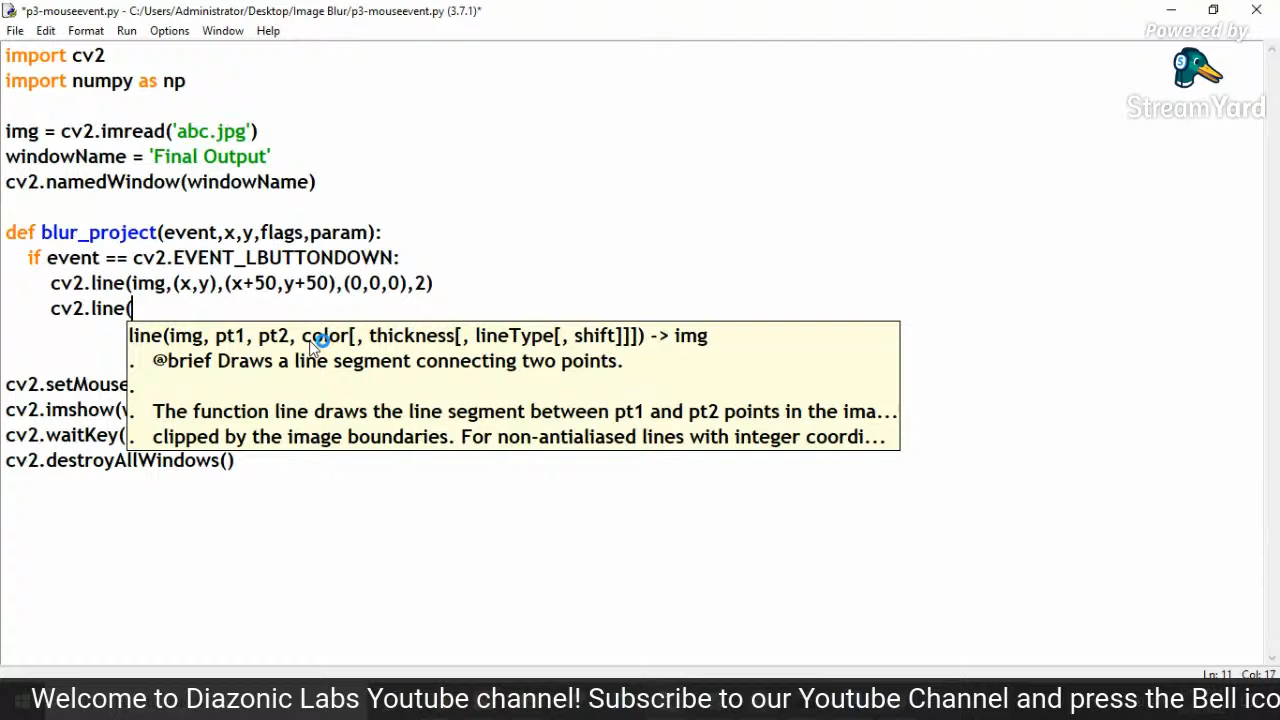 *p3-mouseevent.py - C:/Users/Administrator/Desktop/Image Blur/p3-mouseevent.py (3.7.1)*
File Edit Format Run Options Window Help
Powered by
StreamYard
import cv2
import numpy as np
img = cv2.imread('abc.jpg')
windowName = 'Final Output'
cv2.namedWindow(windowName)
def blur_project(event,x,y,flags,param):
if event == cv2.EVENT_LBUTTONDOWN:
cv2.line(img,(x,y),(x+50,y+50),(0,0,0),2)
cv2.line(
line(img, pt1, pt2, color[, thickness[, lineType[, shift]]]) -> img
. @brief Draws a line segment connecting two points.
.
. The function line draws the line segment between pt1 and pt2 points in the ima...
. clipped by the image boundaries. For non-antialiased lines with integer coordi...
cv2.setMouse
cv2.imshow(
cv2.waitKey(
cv2.destroyAllWindows()
Ln: 11 Col: 17
Welcome to Diazonic Labs Youtube channel! Subscribe to our Youtube Channel and press the Bell ico